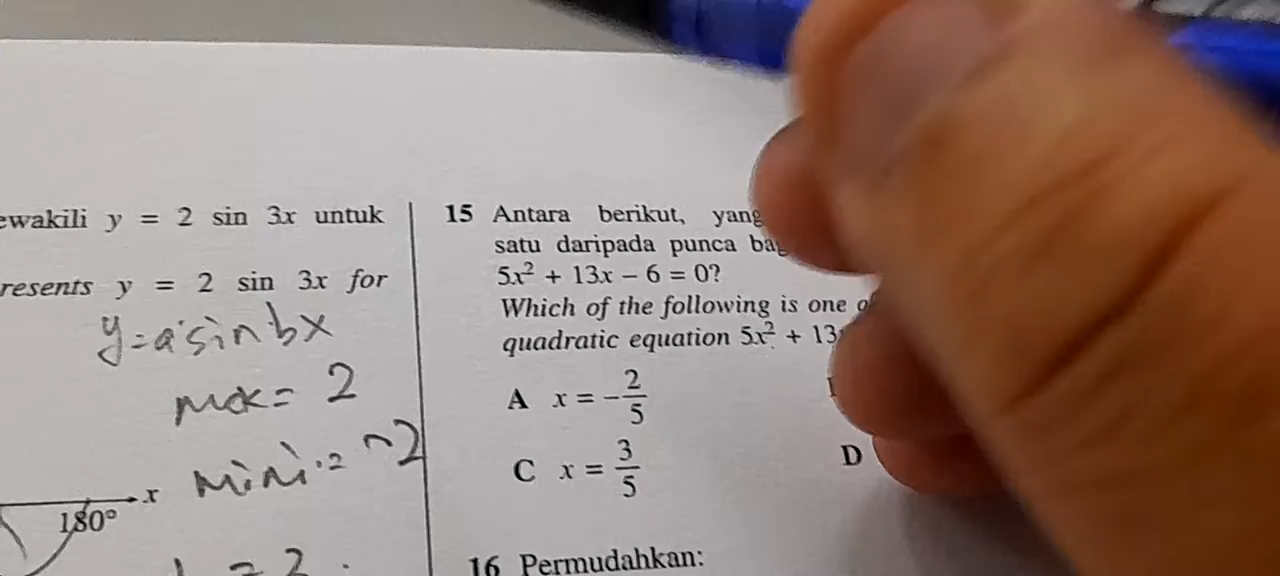 ewakili y = 2 sin 3x untuk
resents y = 2 sin 3x for
y = a sin bx
max = 2
mini = -2
x
180°
= 2
15 Antara berikut, yang
satu daripada punca
5x² + 13x – 6 = 0?
Which of the following is one
quadratic equation 5x² + 13
A x = –2/5
C x = 3/5
D
16 Permudahkan: